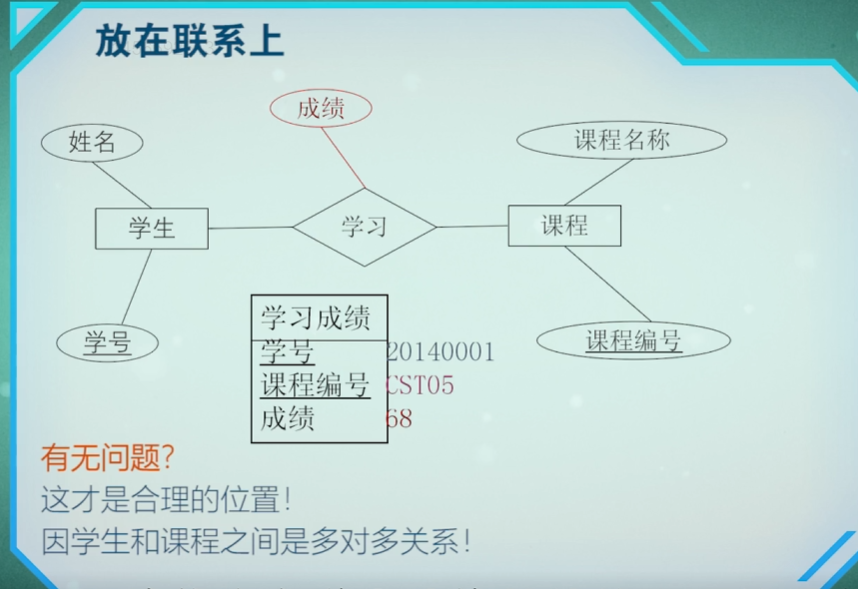 放在联系上
成绩
姓名
课程名称
学生
学习
课程
学号
课程编号
学习成绩
学号 20140001
课程编号 CST05
成绩 68
有无问题?
这才是合理的位置!
因学生和课程之间是多对多关系!